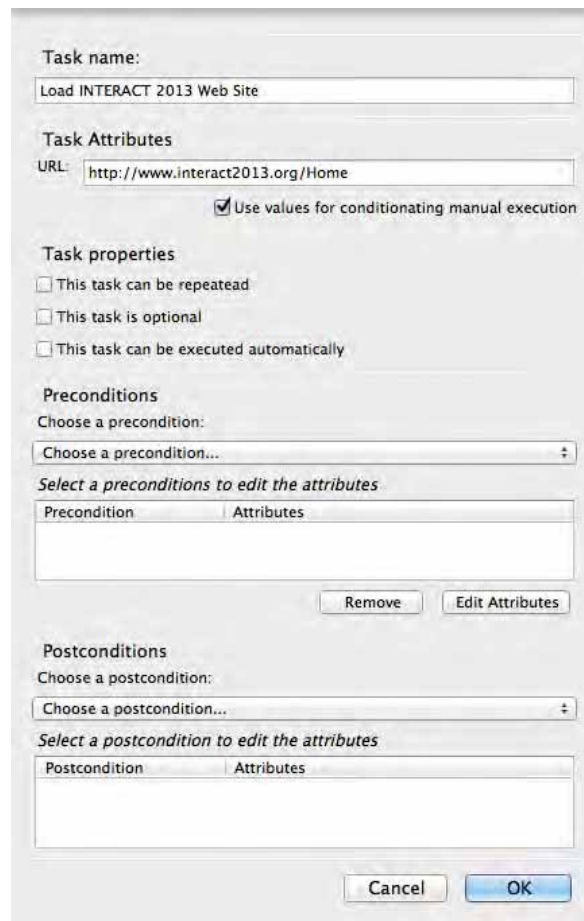 Task name:
Load INTERACT 2013 Web Site
Task Attributes
URL: http://www.interact2013.org/Home
Use values for conditionating manual execution
Task properties
This task can be repeatead
This task is optional
This task can be executed automatically
Preconditions
Choose a precondition:
Choose a precondition...
Select a preconditions to edit the attributes
Precondition Attributes
Remove Edit Attributes
Postconditions
Choose a postcondition:
Choose a postcondition...
Select a postcondition to edit the attributes
Postcondition Attributes
Cancel OK